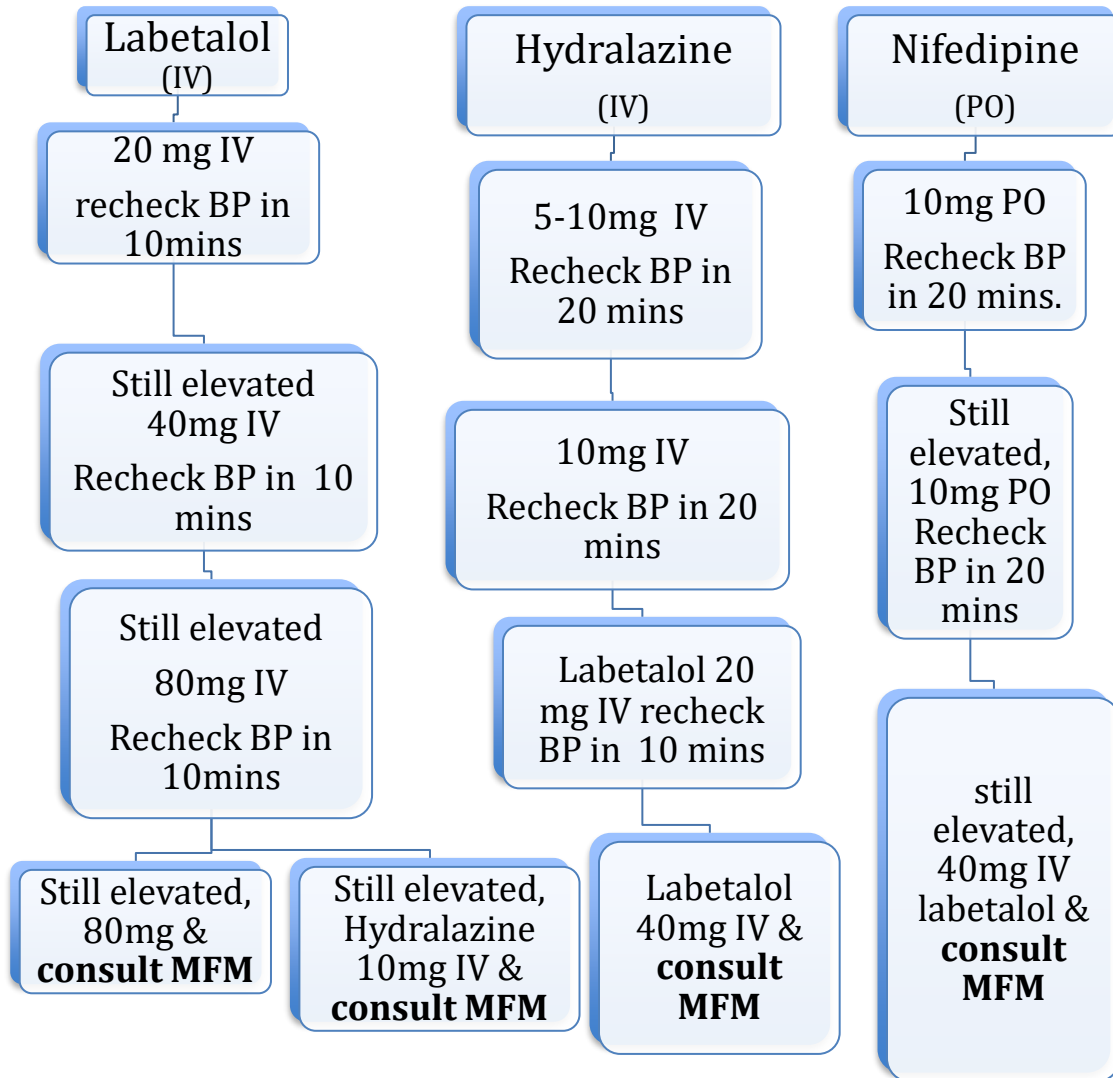 Labetalol
(IV)
20 mg IV
recheck BP in
10mins
Still elevated
40mg IV
Recheck BP in 10
mins
Still elevated
80mg IV
Recheck BP in
10mins
Still elevated,
80mg &
consult MFM
Still elevated,
Hydralazine
10mg IV &
consult MFM
Hydralazine
(IV)
5-10mg IV
Recheck BP in
20 mins
10mg IV
Recheck BP in 20
mins
Labetalol 20
mg IV recheck
BP in 10 mins
Labetalol
40mg IV &
consult
MFM
Nifedipine
(PO)
10mg PO
Recheck BP
in 20 mins.
Still
elevated,
10mg PO
Recheck
BP in 20
mins
still
elevated,
40mg IV
labetalol &
consult
MFM